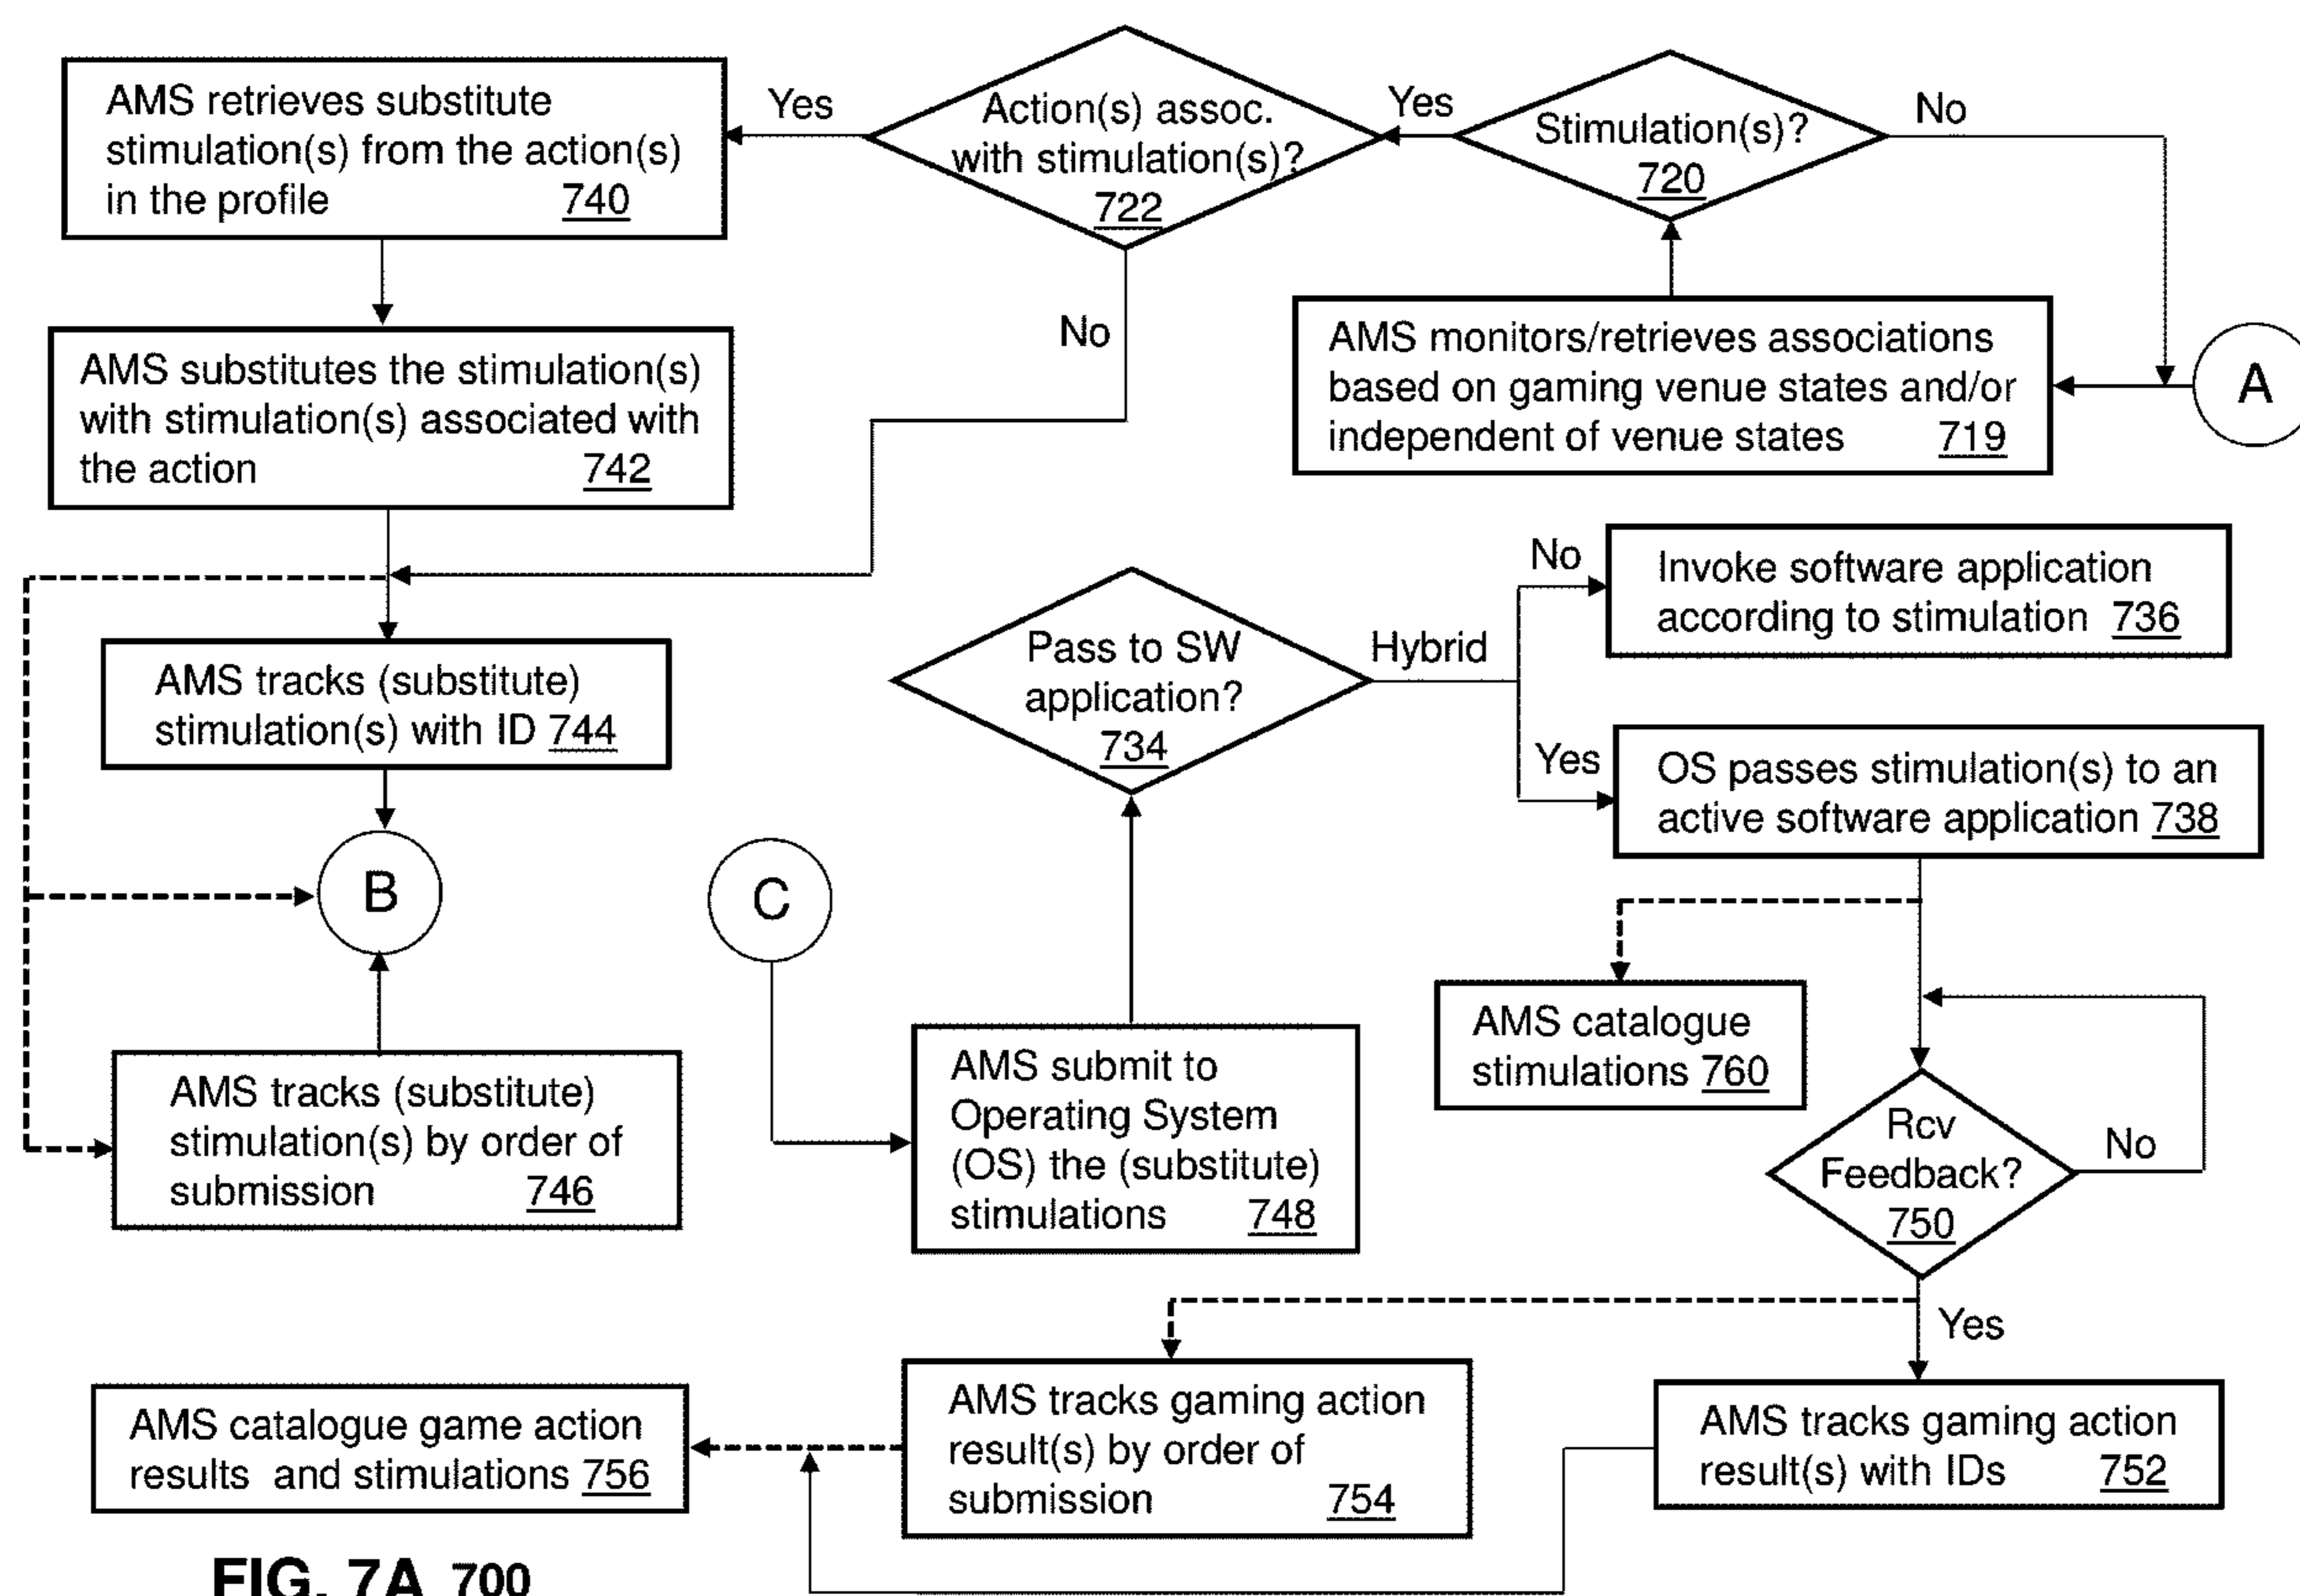 AMS retrieves substitute
stimulation(s) from the action(s)
in the profile 740
Yes
Action(s) assoc.
with stimulation(s)?
722
Yes
Stimulation(s)?
720
No
No
AMS monitors/retrieves associations
based on gaming venue states and/or
independent of venue states 719
A
AMS substitutes the stimulation(s)
with stimulation(s) associated with
the action 742
AMS tracks (substitute)
stimulation(s) with ID 744
B
AMS tracks (substitute)
stimulation(s) by order of
submission 746
C
AMS submit to
Operating System
(OS) the (substitute)
stimulations 748
Pass to SW
application?
734
Hybrid
No
Invoke software application
according to stimulation 736
Yes
OS passes stimulation(s) to an
active software application 738
AMS catalogue
stimulations 760
Rcv
Feedback?
750
No
Yes
AMS tracks gaming action
result(s) with IDs 752
AMS tracks gaming action
result(s) by order of
submission 754
AMS catalogue game action
results and stimulations 756
FIG. 7A 700